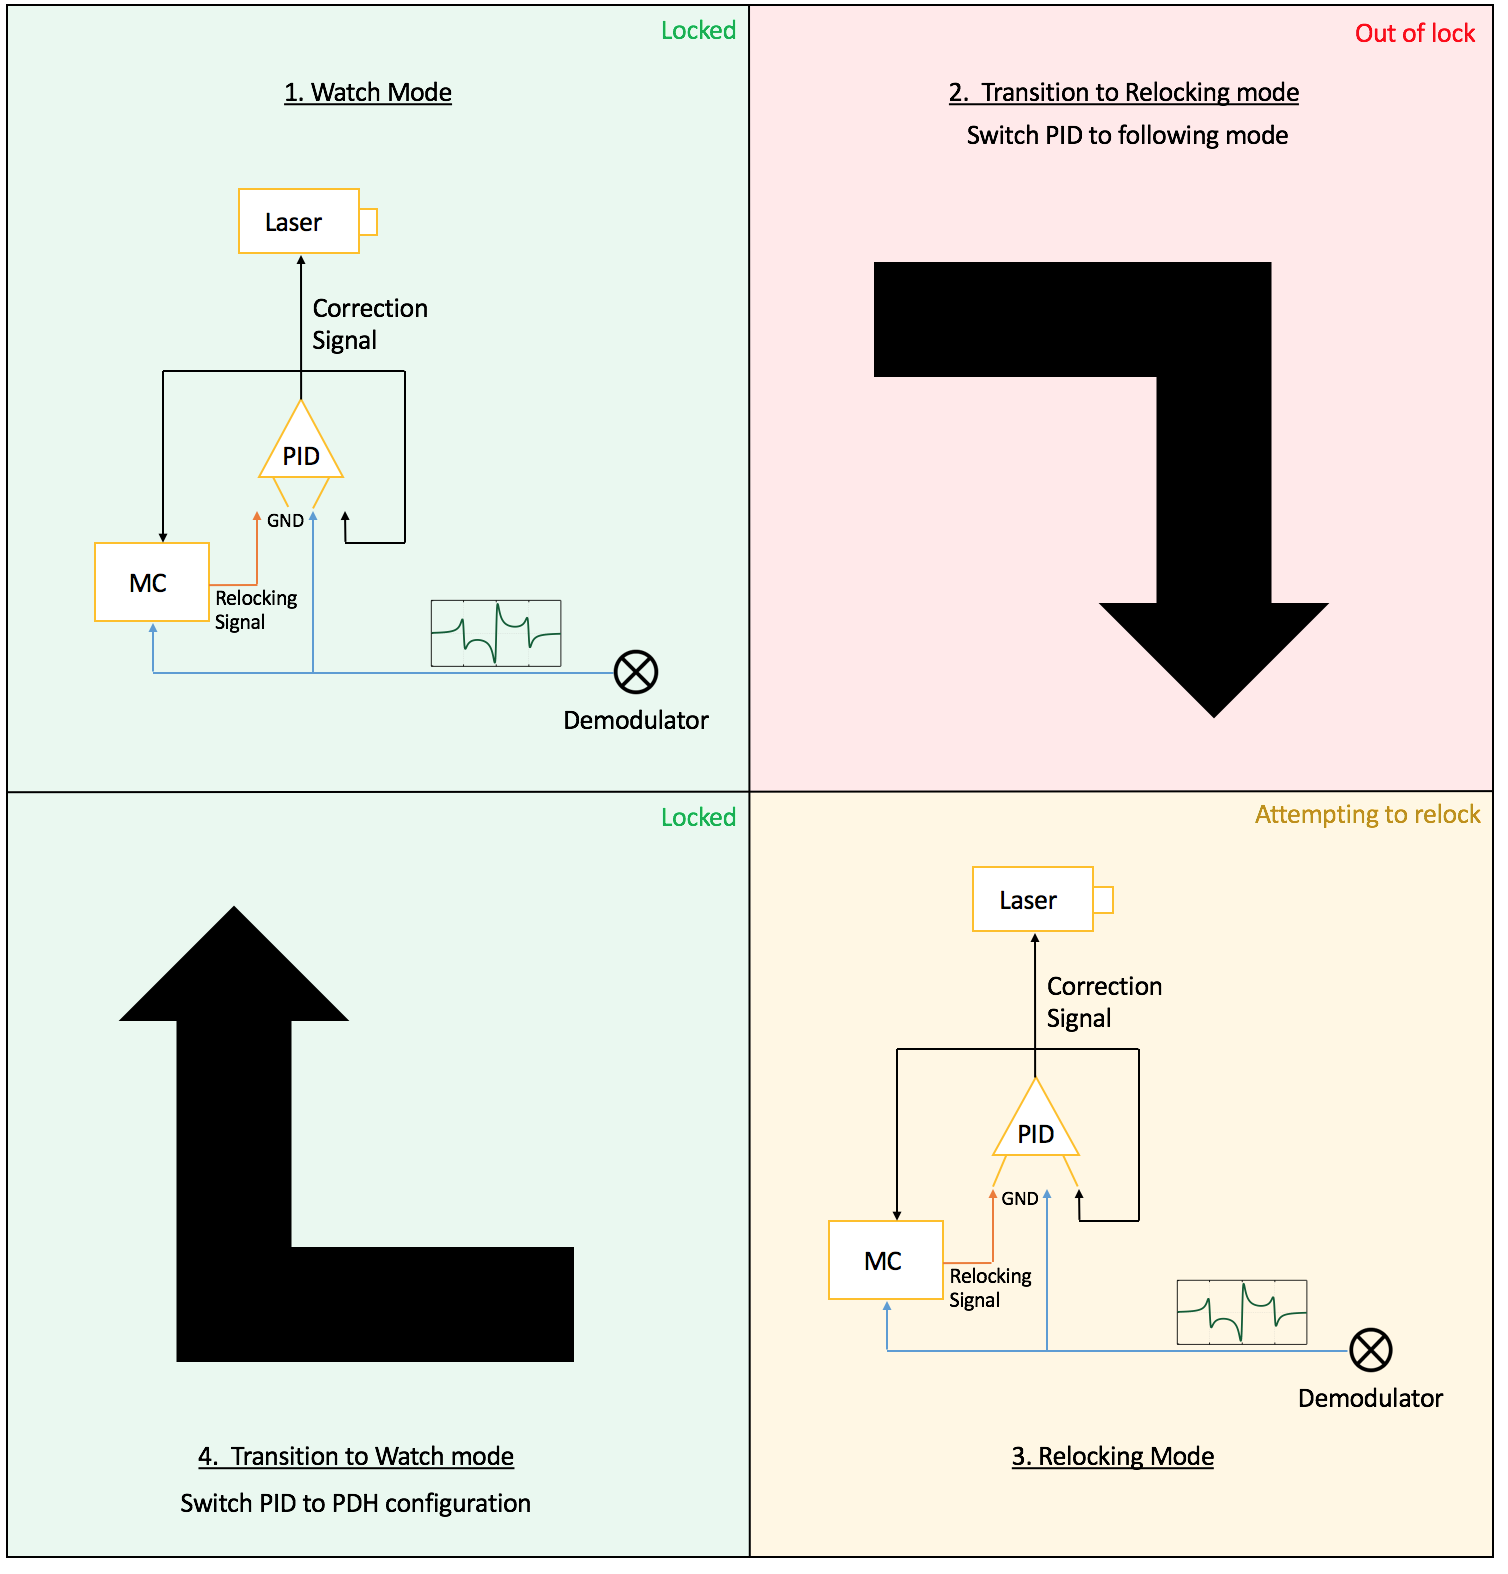 Locked
1. Watch Mode
Laser
Correction
Signal
PID
GND
MC
Relocking
Signal
Demodulator
Out of lock
2.  Transition to Relocking mode
Switch PID to following mode
Locked
4.  Transition to Watch mode
Switch PID to PDH configuration
Attempting to relock
Laser
Correction
Signal
PID
GND
MC
Relocking
Signal
Demodulator
3. Relocking Mode